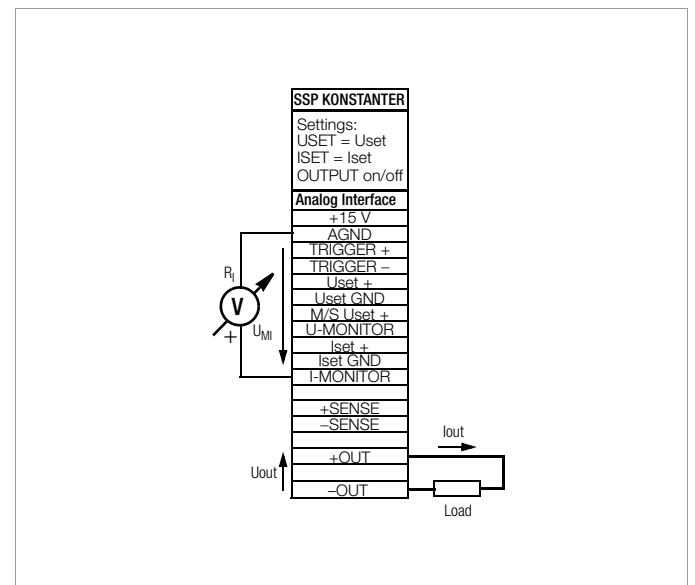 SSP KONSTANTER
Settings:
USET = Uset
ISET = Iset
OUTPUT on/off
Analog Interface
+15 V
AGND
TRIGGER +
TRIGGER –
Uset +
Uset GND
M/S Uset +
U-MONITOR
Iset +
Iset GND
I-MONITOR
+SENSE
–SENSE
+OUT
–OUT
RI
V
+
UMI
Uout
Iout
Load